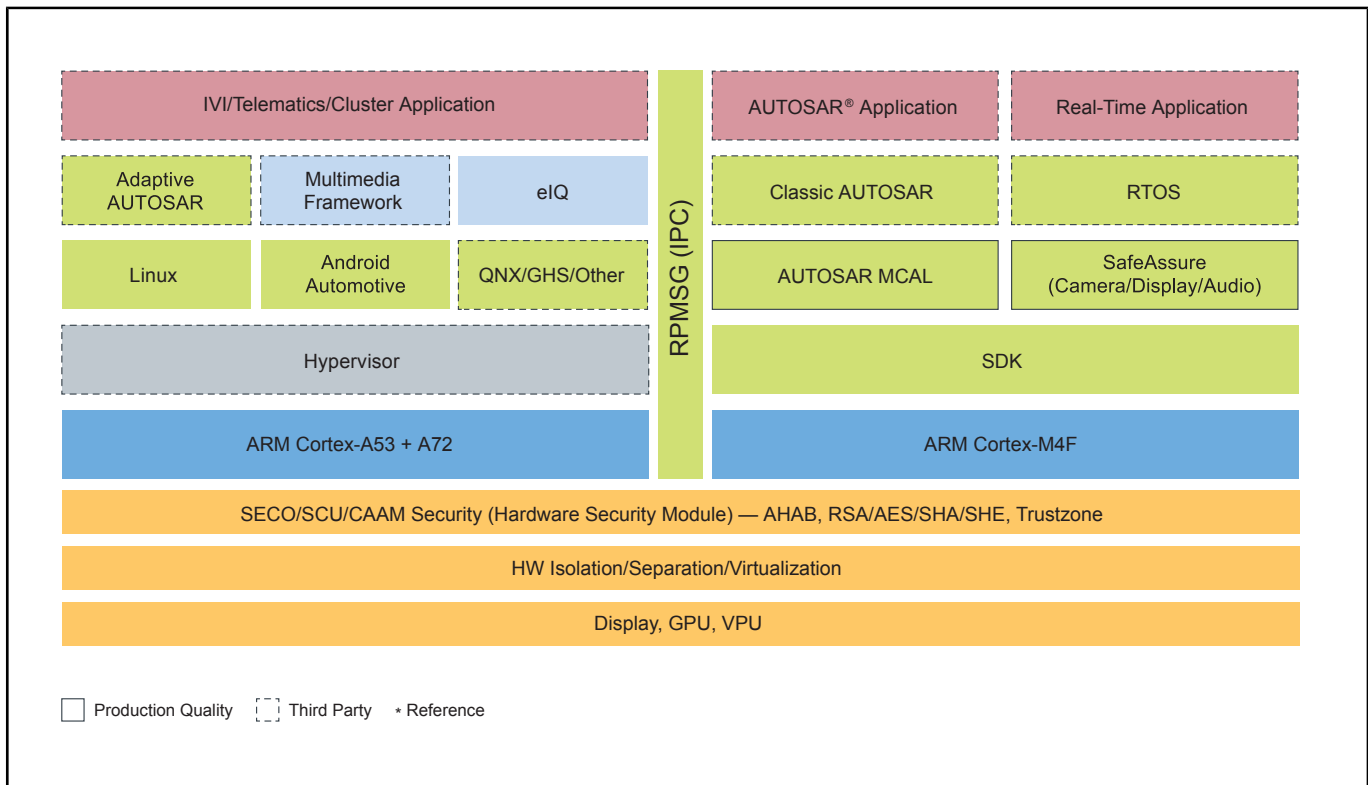 IVI/Telematics/Cluster Application
AUTOSAR® Application
Real-Time Application
Adaptive
AUTOSAR
Multimedia
Framework
eIQ
Classic AUTOSAR
RTOS
Linux
Android
Automotive
QNX/GHS/Other
RPMSG (IPC)
AUTOSAR MCAL
SafeAssure
(Camera/Display/Audio)
Hypervisor
SDK
ARM Cortex-A53 + A72
ARM Cortex-M4F
SECO/SCU/CAAM Security (Hardware Security Module) — AHAB, RSA/AES/SHA/SHE, Trustzone
HW Isolation/Separation/Virtualization
Display, GPU, VPU
Production Quality
Third Party
* Reference